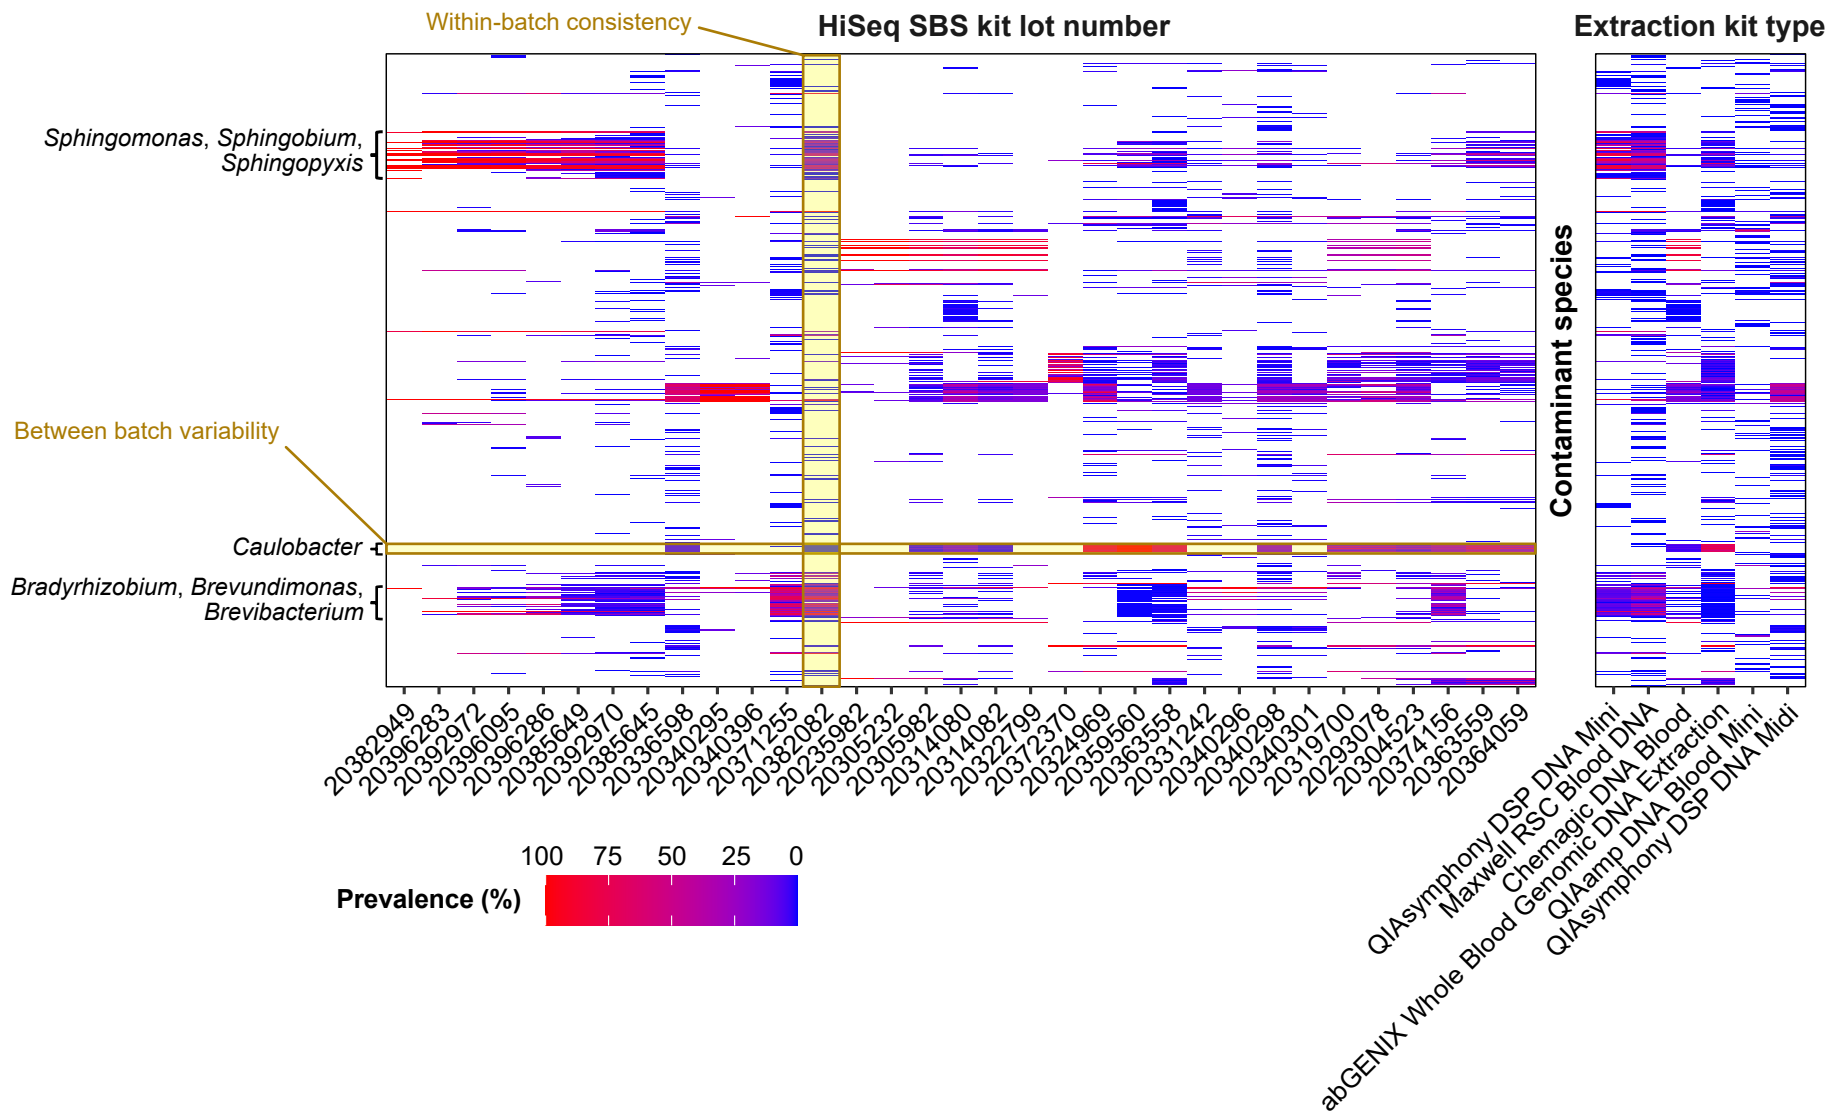 Within-batch consistency
HiSeq SBS kit lot number
Extraction kit type
Sphingomonas, Sphingobium,
Sphingopyxis
Between batch variability
Caulobacter
Bradyrhizobium, Brevundimonas,
Brevibacterium
Contaminant species
20382949
20396283
20392972
20396095
20396286
20385649
20392970
20385645
20336598
20340295
20340396
20371255
20382082
20235982
20305232
20305982
20314080
20314082
20322799
20372370
20324969
20359560
20363558
20331242
20340296
20340298
20340301
20319700
20293078
20304523
20374156
20363559
20364059
QIAsymphony DSP DNA Mini
Maxwell RSC Blood DNA
Chemagic DNA Blood
abGENIX Whole Blood Genomic DNA Extraction
QIAamp DNA Blood Mini
QIAsymphony DSP DNA Midi
Prevalence (%)
100 75 50 25 0